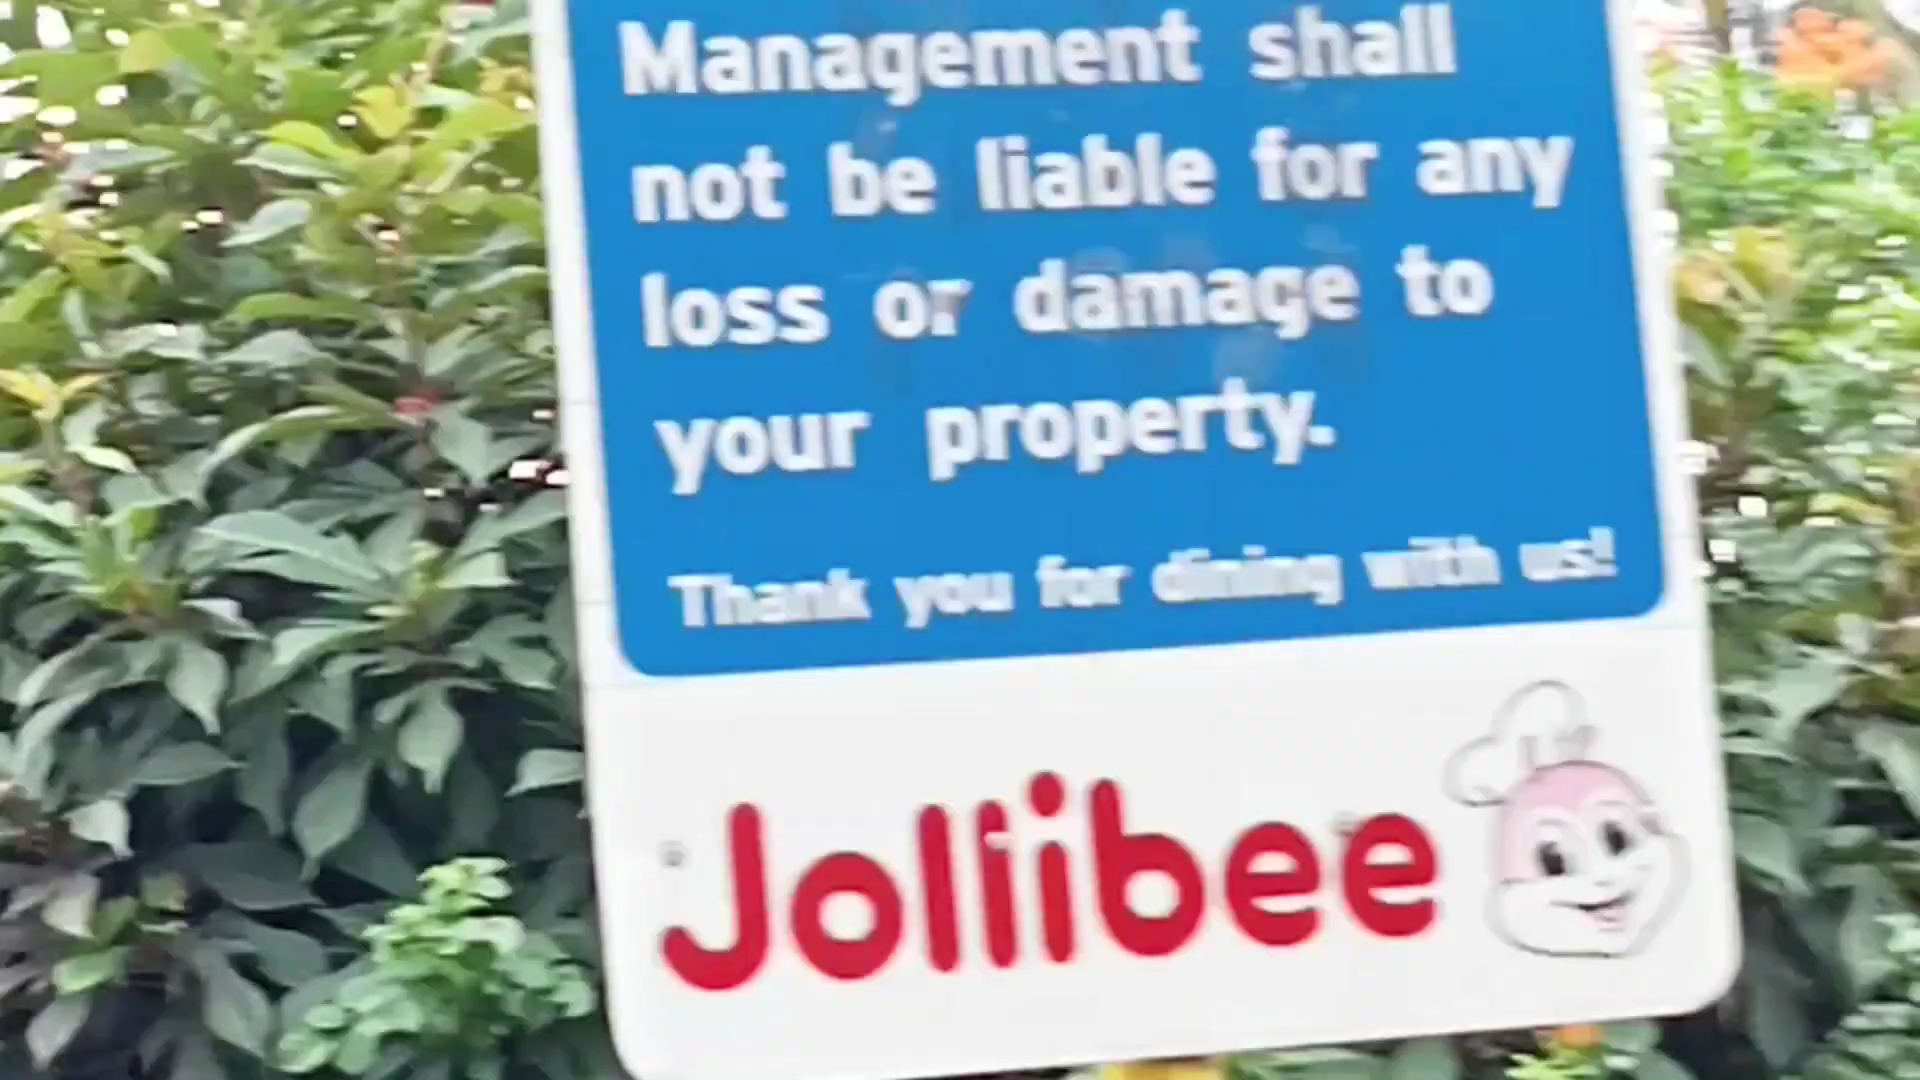 Management shall
not be liable for any
loss or damage to
your property.
Thank you for dining with us!
Jollibee